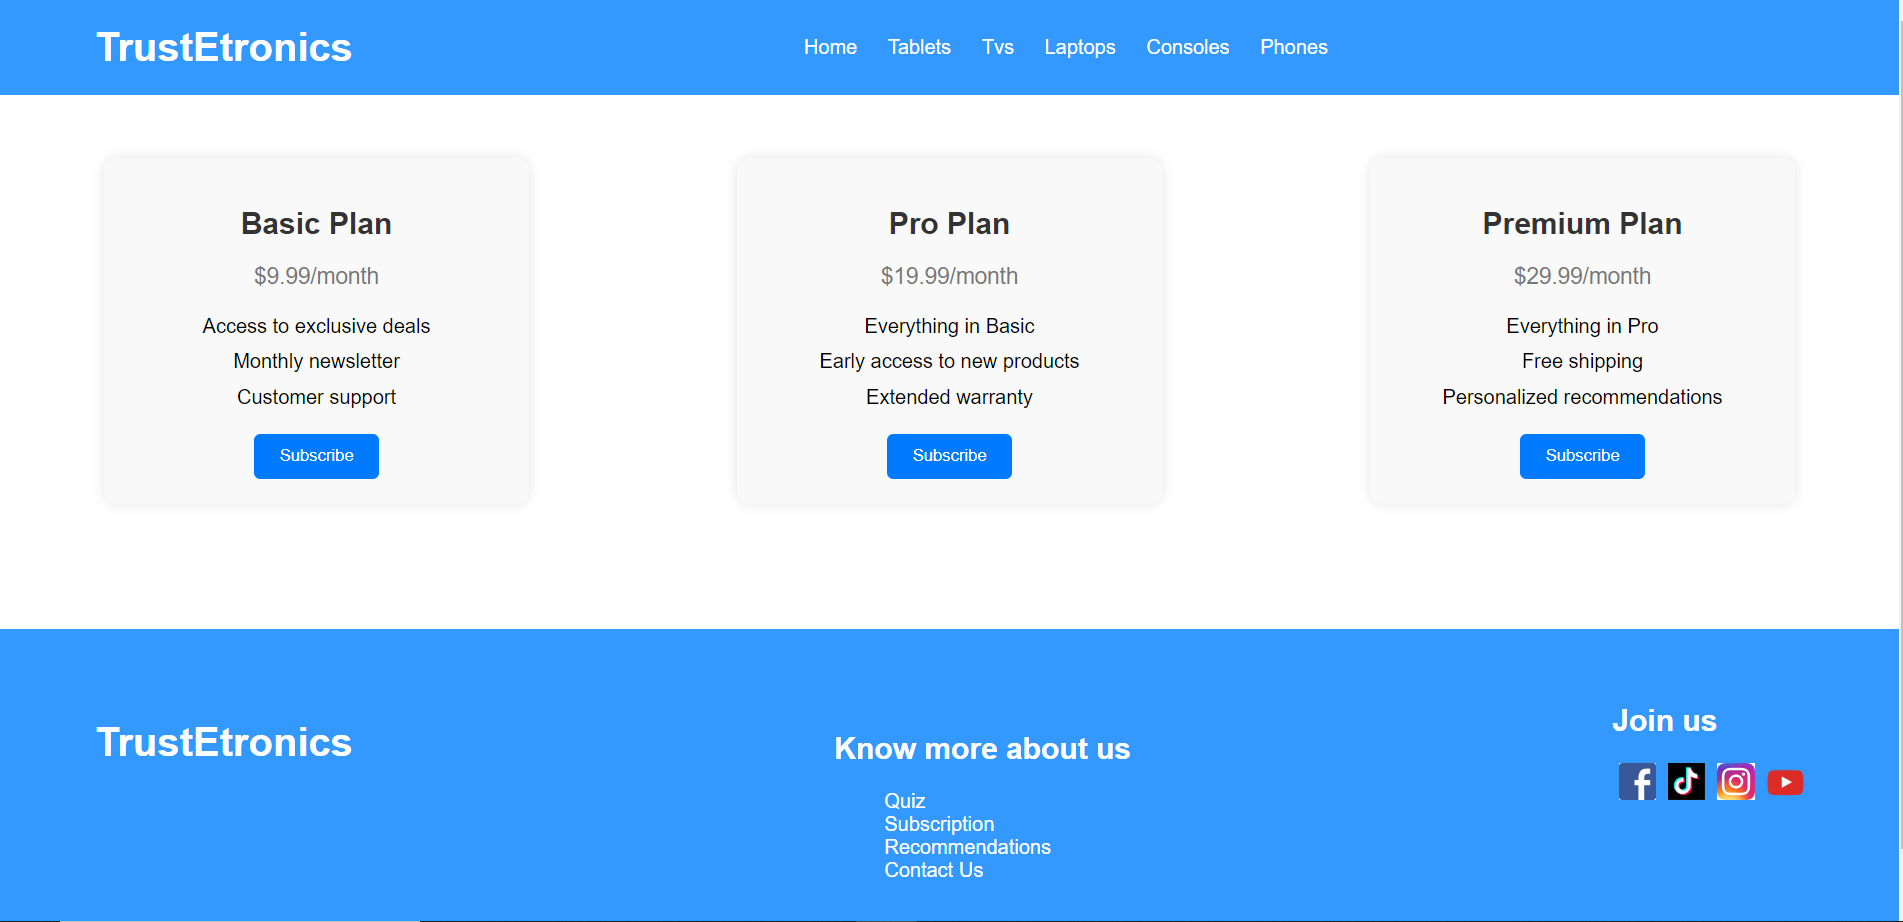 TrustEtronics
Home Tablets Tvs Laptops Consoles Phones
Basic Plan
$9.99/month
Access to exclusive deals
Monthly newsletter
Customer support
Subscribe
Pro Plan
$19.99/month
Everything in Basic
Early access to new products
Extended warranty
Subscribe
Premium Plan
$29.99/month
Everything in Pro
Free shipping
Personalized recommendations
Subscribe
TrustEtronics
Know more about us
Quiz
Subscription
Recommendations
Contact Us
Join us